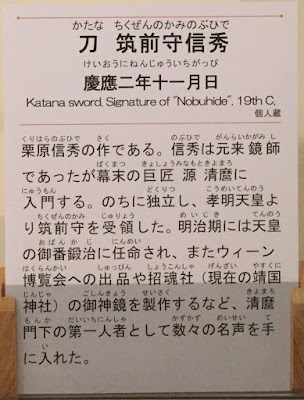 かたな　ちくぜんのかみのぶひで
刀　筑前守信秀
けいおうにねんじゅういちがっぴ
慶應二年十一月日
Katana sword, Signature of "Nobuhide". 19th C.
個人蔵
くりはらのぶひで　さく　のぶひで　がんらいかがみし
栗原信秀の作である。信秀は元来鏡師
ばくまつ　きょしょうみなもときよまろ
であったが幕末の巨匠 源 清麿に
にゅうもん　どくりつ　こうめいてんのう
入門する。のちに独立し、孝明天皇よ
ちくぜんのかみ　じゅりょう　めいじき　てんのう
り筑前守を受領した。明治期には天皇
おばんかじ　にんめい
の御番鍛治に任命され、またウィーン
はくらんかい　しゅっぴん　しょうこんしゃ　げんざい　やすくに
博覧会への出品や招魂社（現在の靖国
じんじゃ　ごしんきょう　せいさく　きよまろ
神社）の御神鏡を製作するなど、清麿
もんか　だいいちにんしゃ　かずかず　めいせい　て
門下の第一人者として数々の名声を手
い
に入れた。